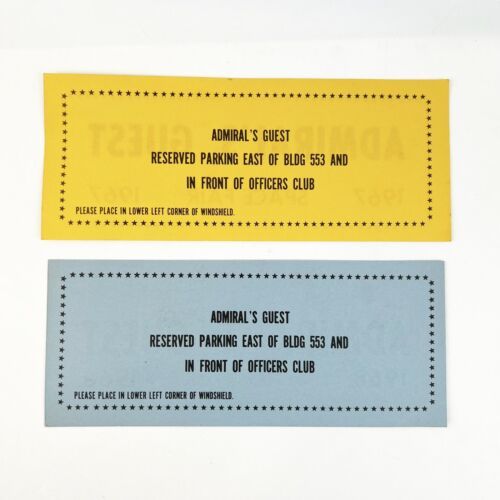 ADMIRAL'S GUEST
RESERVED PARKING EAST OF BLDG 553 AND
IN FRONT OF OFFICERS CLUB
PLEASE PLACE IN LOWER LEFT CORNER OF WINDSHIELD.
ADMIRAL'S GUEST
RESERVED PARKING EAST OF BLDG 553 AND
IN FRONT OF OFFICERS CLUB
PLEASE PLACE IN LOWER LEFT CORNER OF WINDSHIELD.